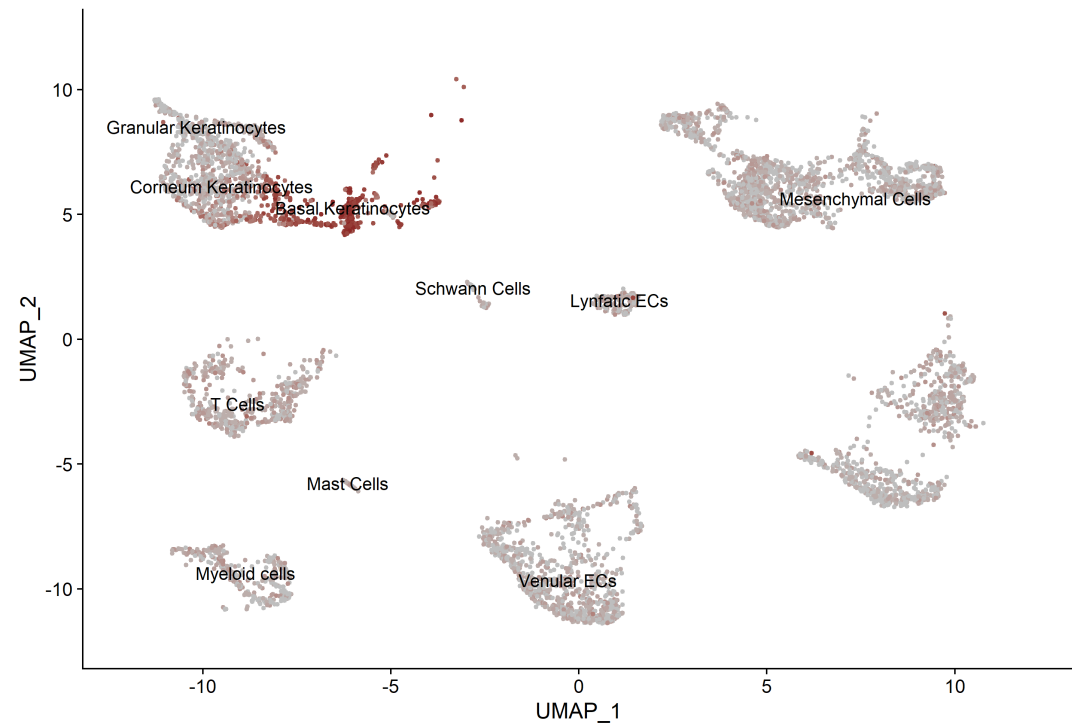 10
5
0
-5
-10
UMAP_2
Granular Keratinocytes
Corneum Keratinocytes
Basal Keratinocytes
Mesenchymal Cells
Schwann Cells
Lynfatic ECs
T Cells
Mast Cells
Myeloid cells
Venular ECs
-10
-5
0
5
10
UMAP_1